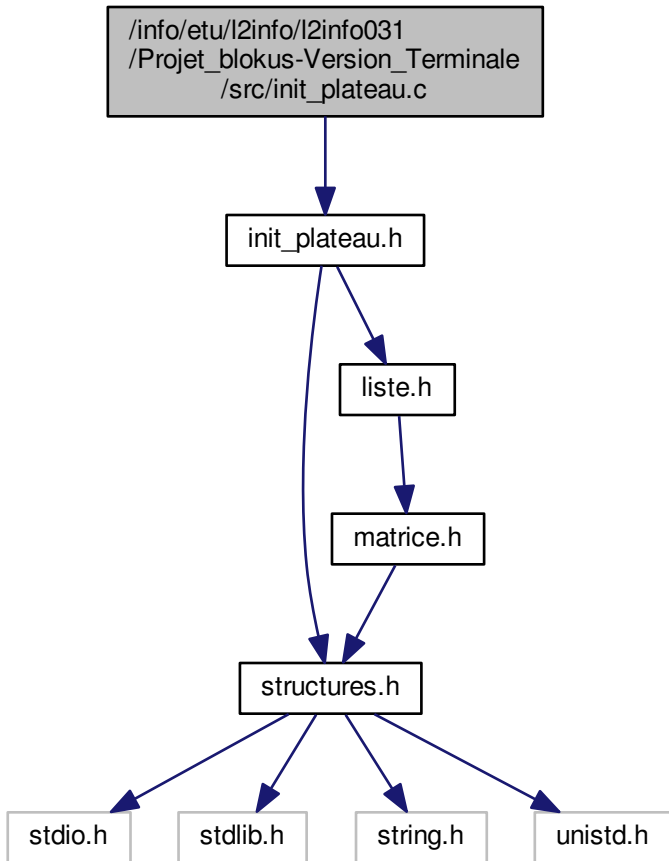 /info/etu/l2info/l2info031
/Projet_blokus-Version_Terminale
/src/init_plateau.c
init_plateau.h
liste.h
matrice.h
structures.h
stdio.h
stdlib.h
string.h
unistd.h